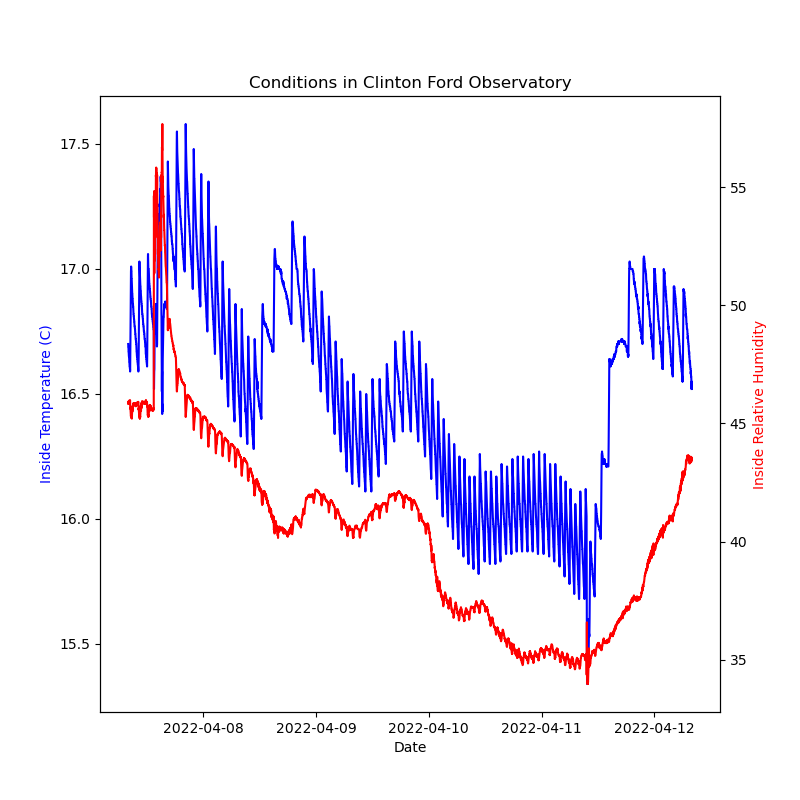 Conditions in Clinton Ford Observatory
17.5
17.0
16.5
16.0
15.5
Inside Temperature (C)
55
50
45
40
35
Inside Relative Humidity
2022-04-08 2022-04-09 2022-04-10 2022-04-11 2022-04-12
Date